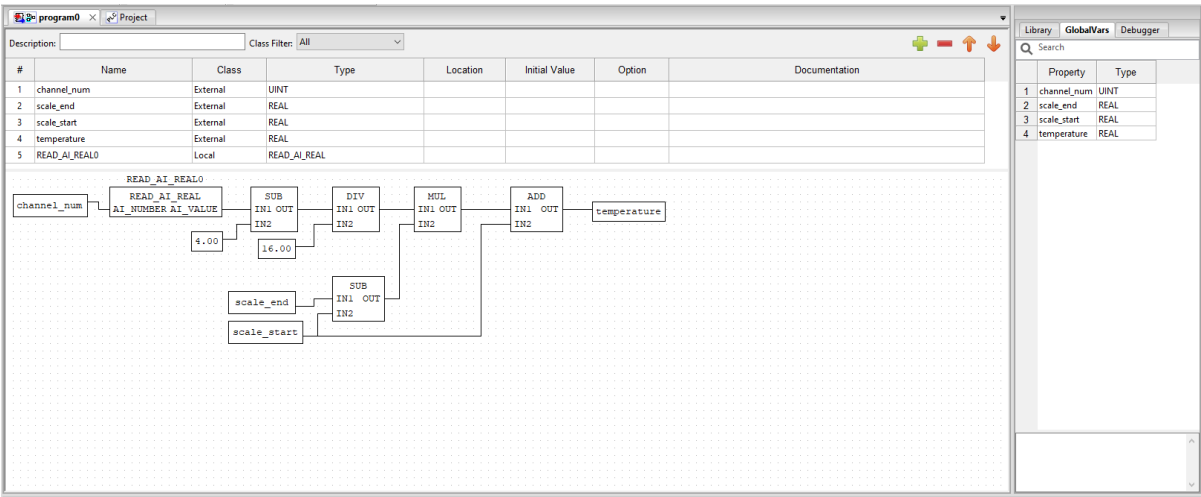 program0 Project
Description: Class Filter: All
# Name Class Type Location Initial Value Option Documentation
1 channel_num External UINT
2 scale_end External REAL
3 scale_start External REAL
4 temperature External REAL
5 READ_AI_REAL0 Local READ_AI_REAL
READ_AI_REAL0
READ_AI_REAL SUB DIV MUL ADD
channel_num AI_NUMBER AI_VALUE IN1 OUT IN1 OUT IN1 OUT IN1 OUT temperature
IN2 IN2 IN2 IN2
4.00 16.00
SUB
scale_end IN1 OUT
IN2
scale_start
Library GlobalVars Debugger
Search
Property Type
1 channel_num UINT
2 scale_end REAL
3 scale_start REAL
4 temperature REAL